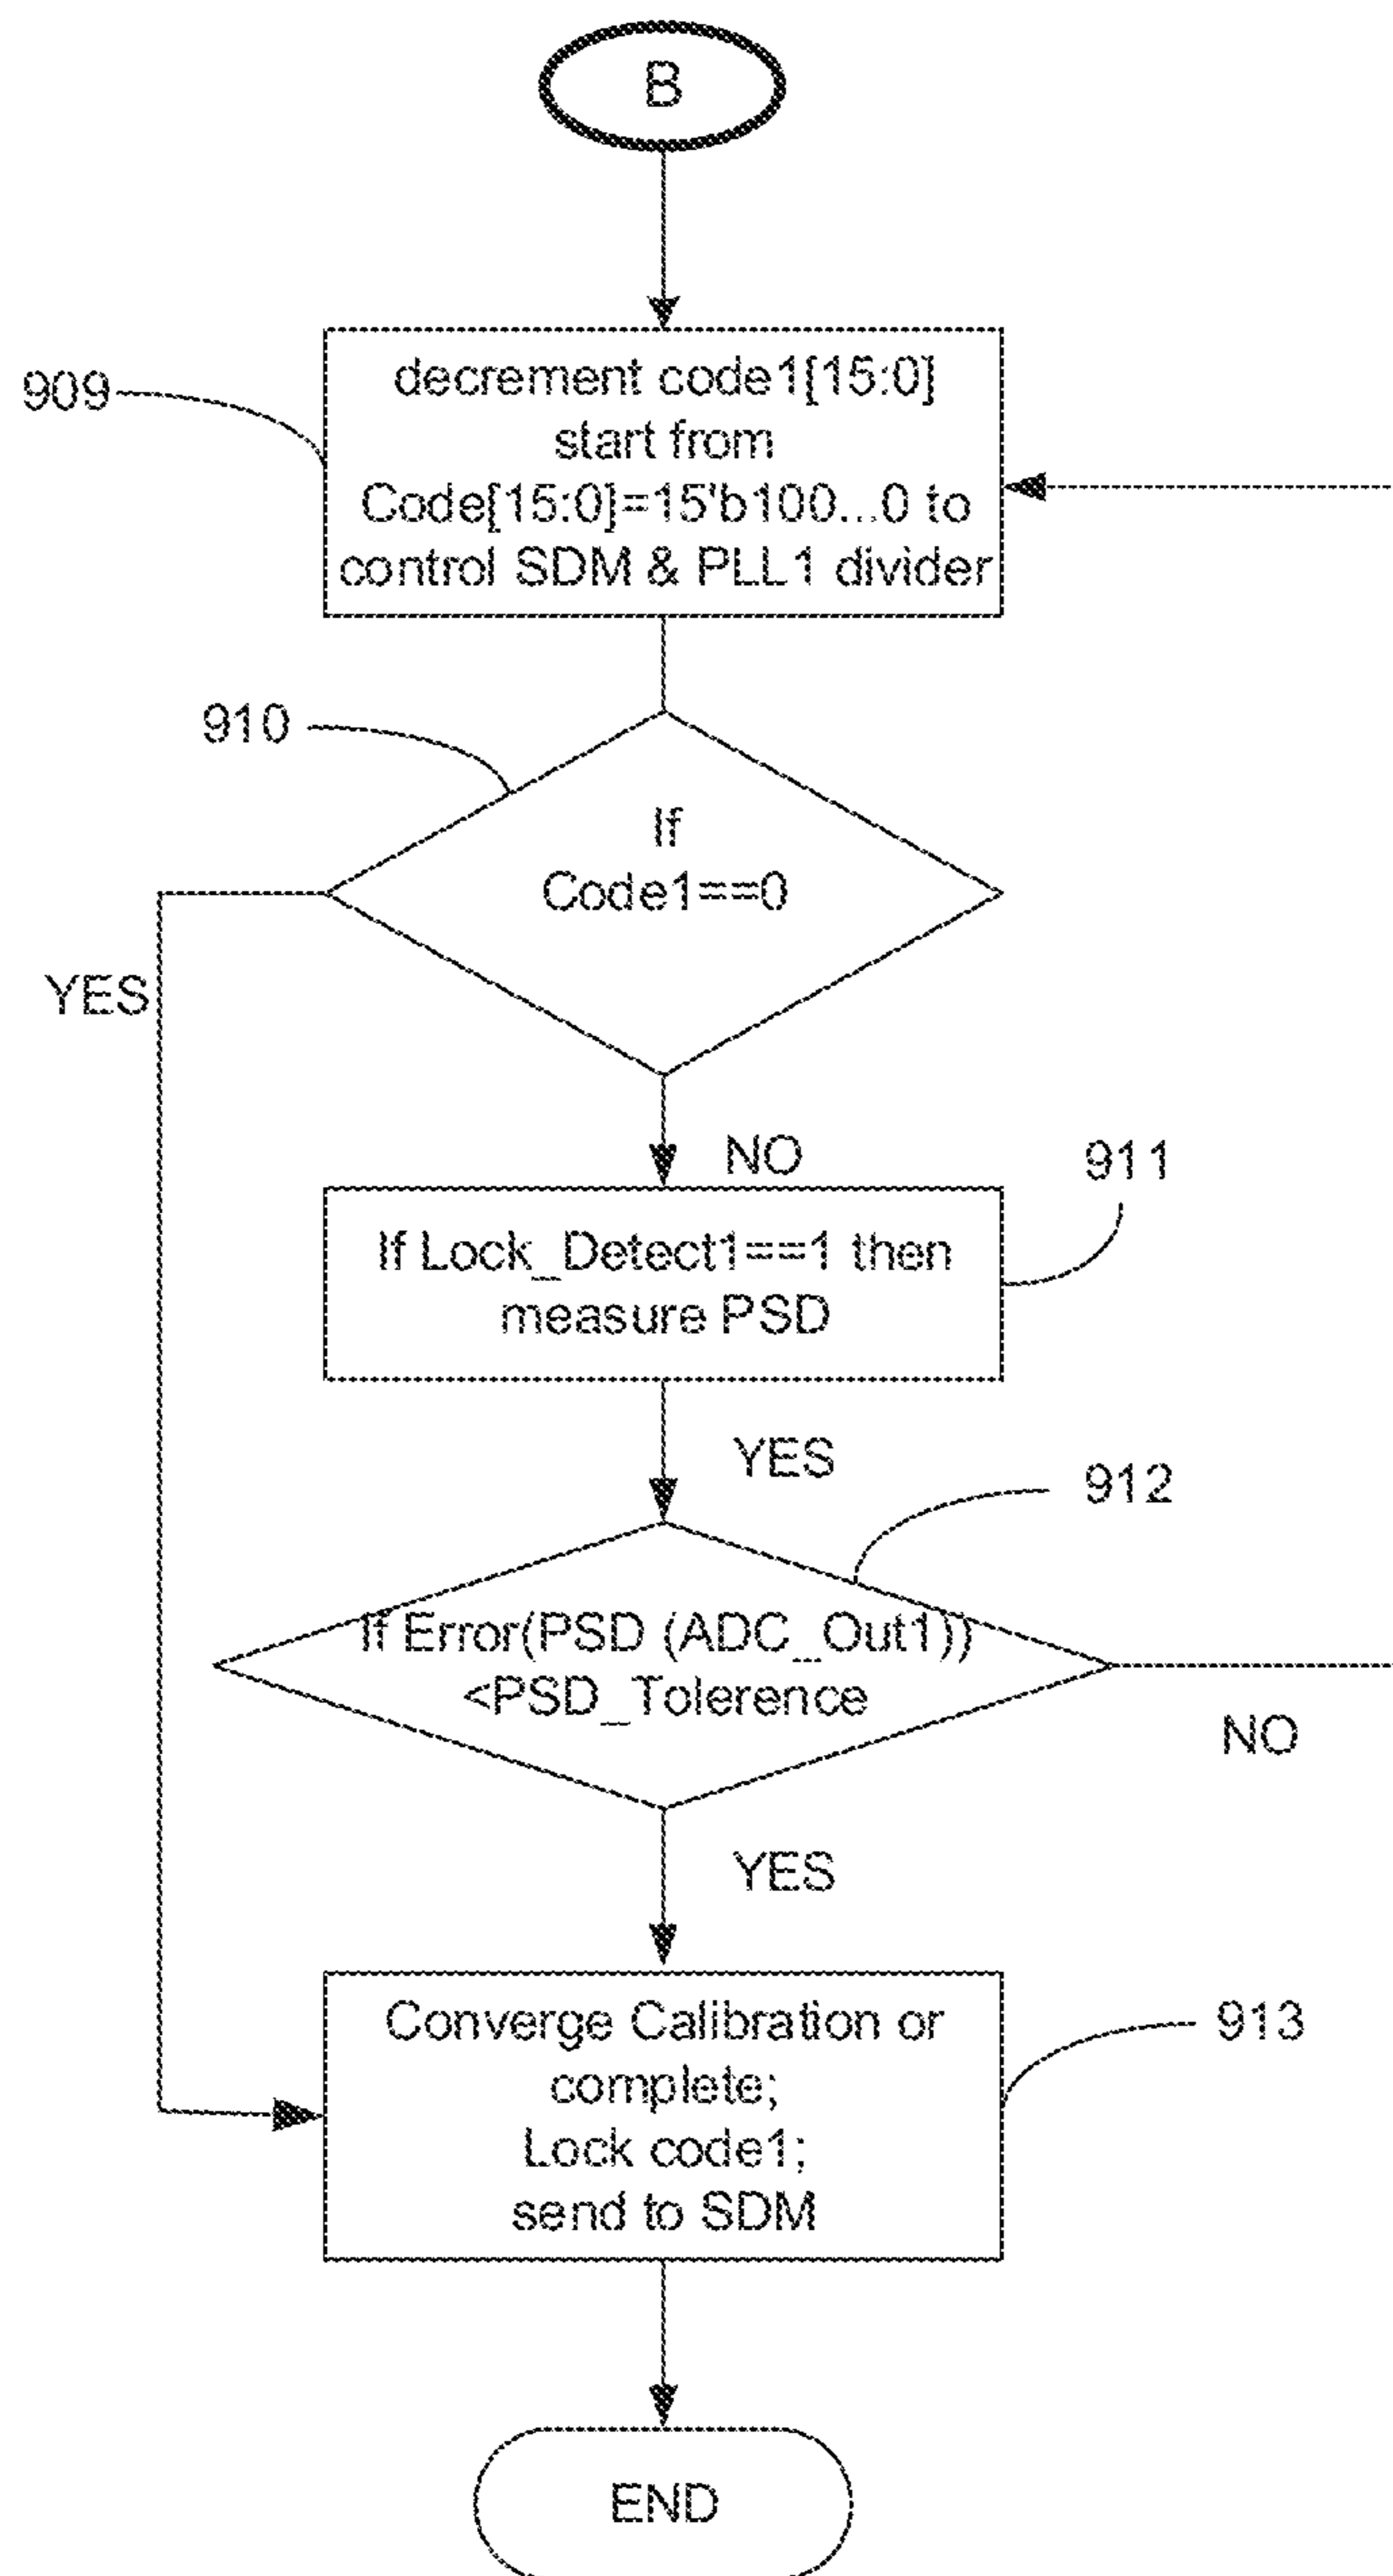 B
909
decrement code1[15:0]
start from
Code[15:0]=15'b100...0 to
control SDM & PLL1 divider
910
If
Code1==0
YES
NO
911
If Lock_Detect1==1 then
measure PSD
YES
912
If Error(PSD (ADC_Out1))
<PSD_Tolerence
NO
YES
Converge Calibration or
complete;
Lock code1;
send to SDM
913
END